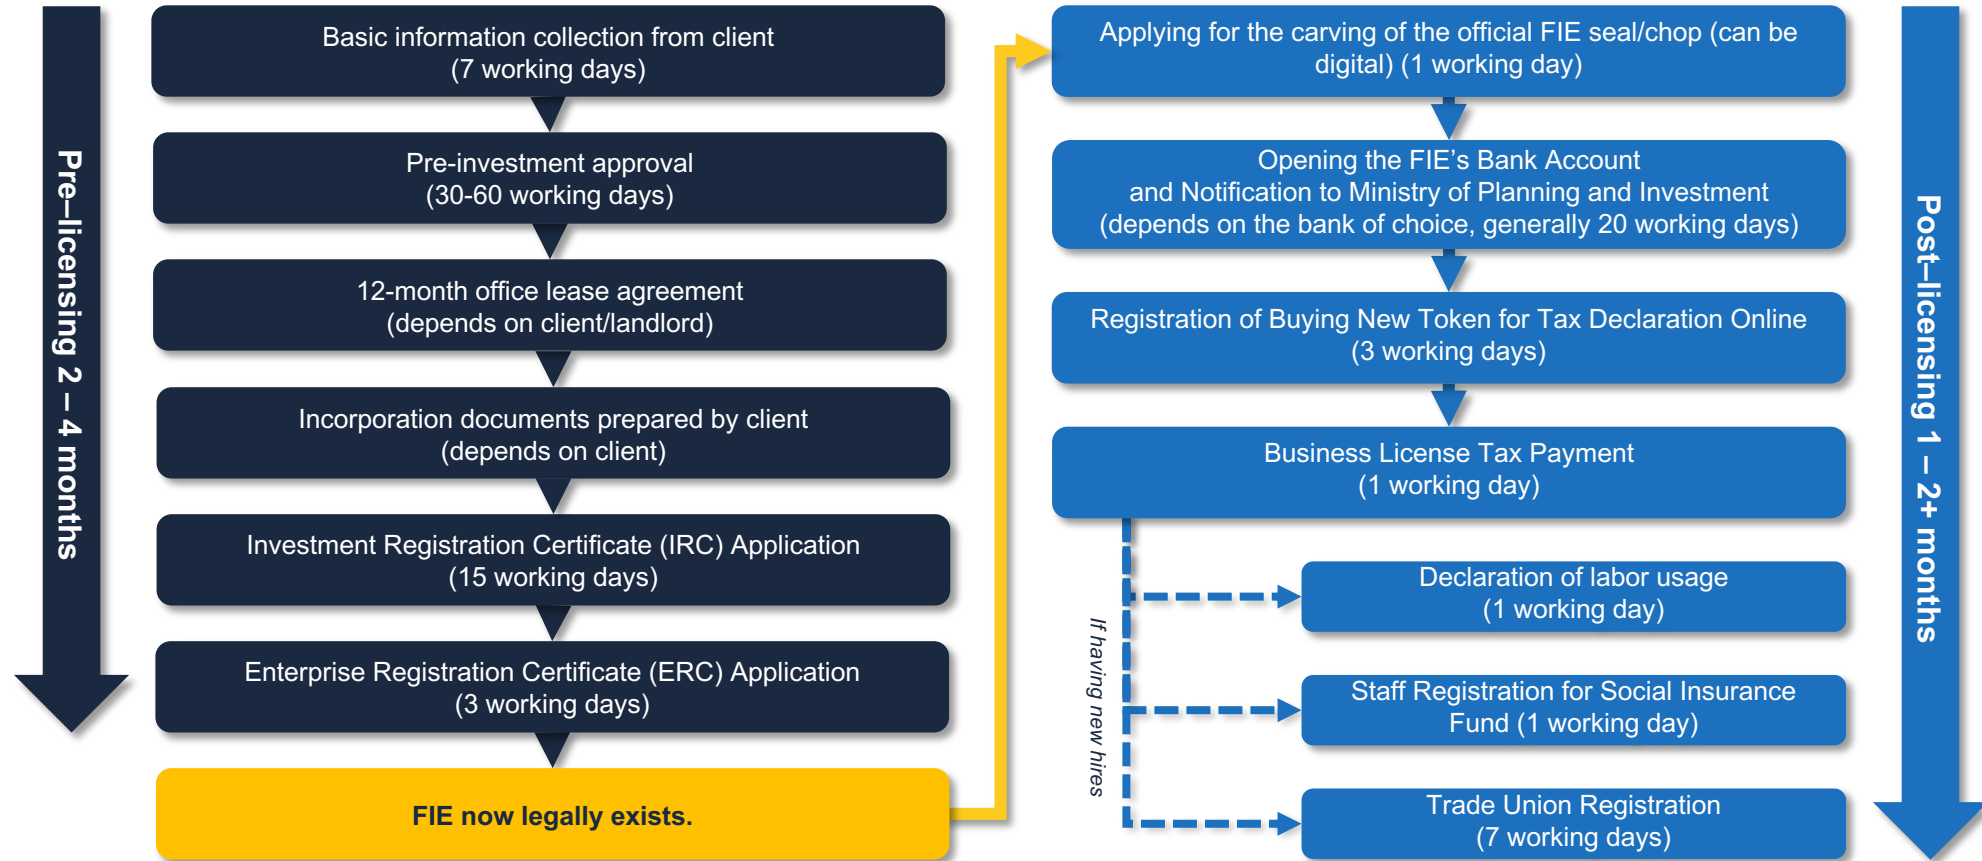 Pre–licensing 2 – 4 months
Basic information collection from client
(7 working days)
Pre-investment approval
(30-60 working days)
12-month office lease agreement
(depends on client/landlord)
Incorporation documents prepared by client
(depends on client)
Investment Registration Certificate (IRC) Application
(15 working days)
Enterprise Registration Certificate (ERC) Application
(3 working days)
FIE now legally exists.
Applying for the carving of the official FIE seal/chop (can be
digital) (1 working day)
Opening the FIE’s Bank Account
and Notification to Ministry of Planning and Investment
(depends on the bank of choice, generally 20 working days)
Registration of Buying New Token for Tax Declaration Online
(3 working days)
Business License Tax Payment
(1 working day)
If having new hires
Declaration of labor usage
(1 working day)
Staff Registration for Social Insurance
Fund (1 working day)
Trade Union Registration
(7 working days)
Post–licensing 1 – 2+ months